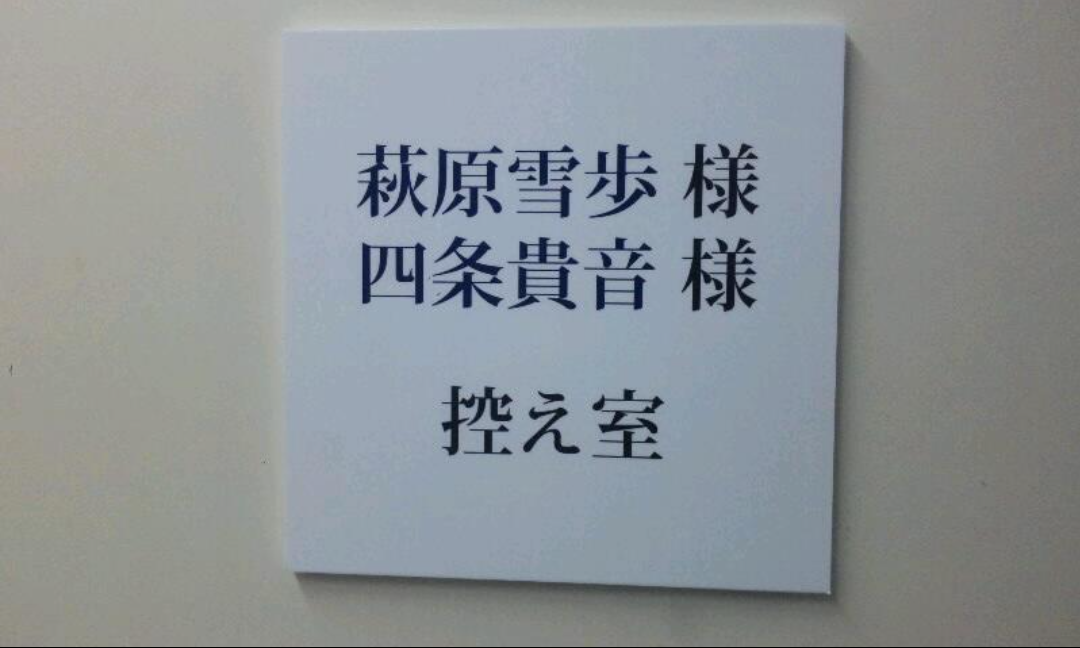 萩原雪歩 様
四条貴音 様
控え室